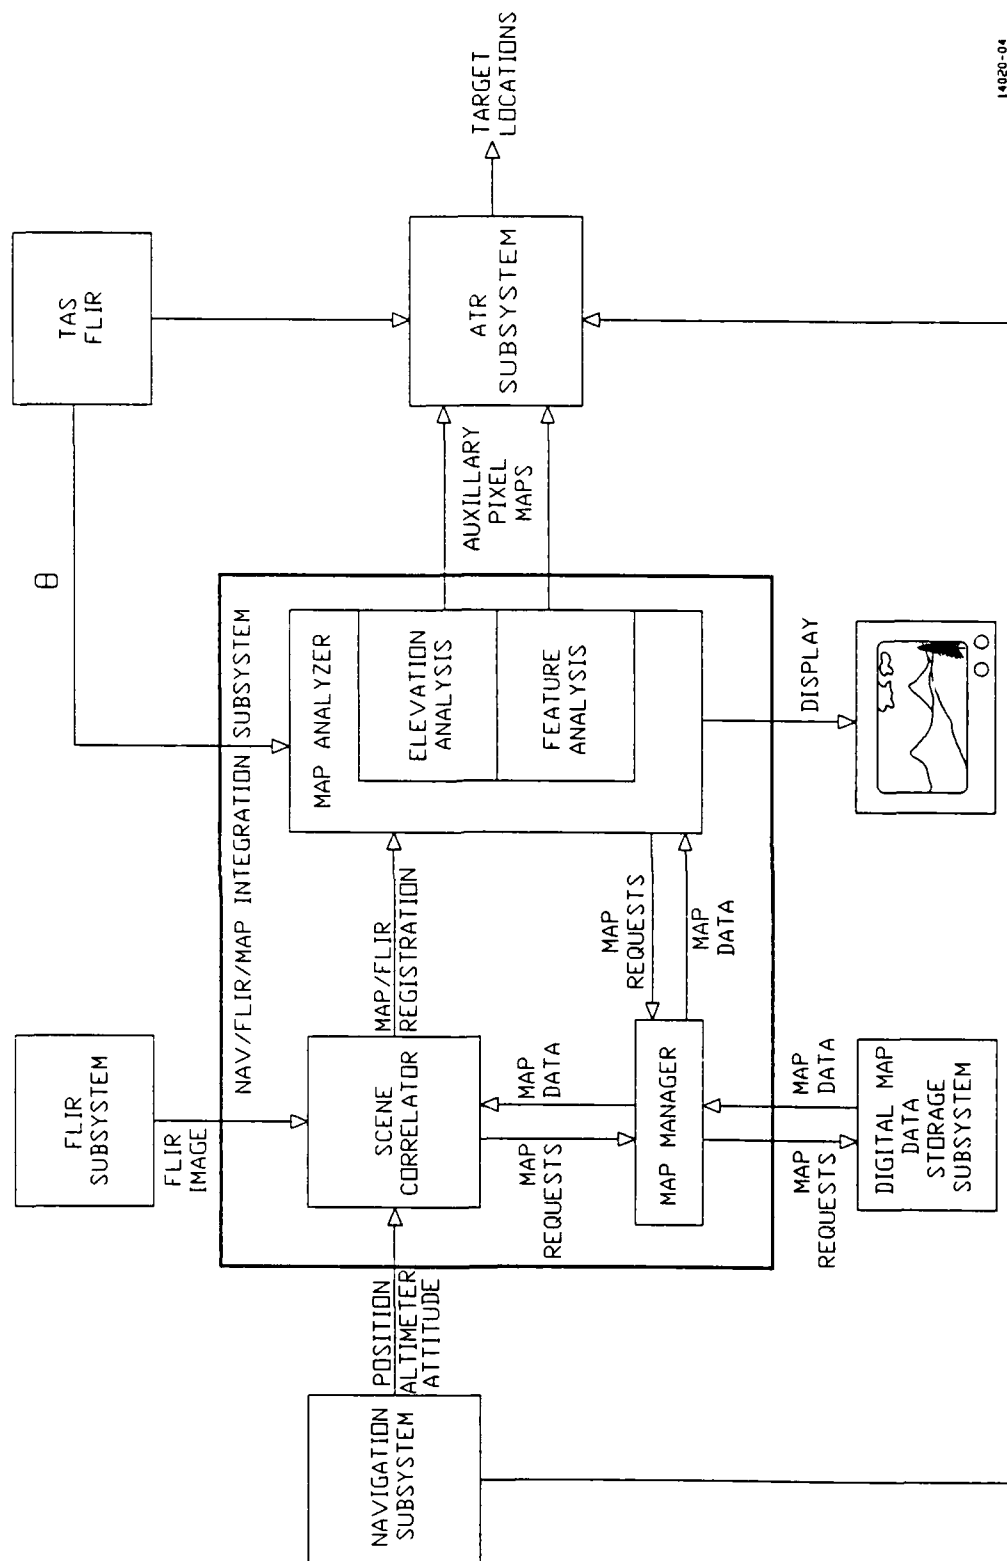 FLIR
SUBSYSTEM
TAS
FLIR
FLIR
IMAGE
θ
NAV/FLIR/MAP INTEGRATION SUBSYSTEM
NAVIGATION
SUBSYSTEM
POSITION
ALTIMETER
ATTITUDE
SCENE
CORRELATOR
MAP/FLIR
REGISTRATION
MAP ANALYZER
ELEVATION
ANALYSIS
FEATURE
ANALYSIS
AUXILLARY
PIXEL
MAPS
ATR
SUBSYSTEM
TARGET
LOCATIONS
MAP
REQUESTS
MAP
DATA
MAP
REQUESTS
MAP
DATA
MAP MANAGER
MAP
REQUESTS
MAP
DATA
DIGITAL MAP
DATA
STORAGE
SUBSYSTEM
DISPLAY
14020-04